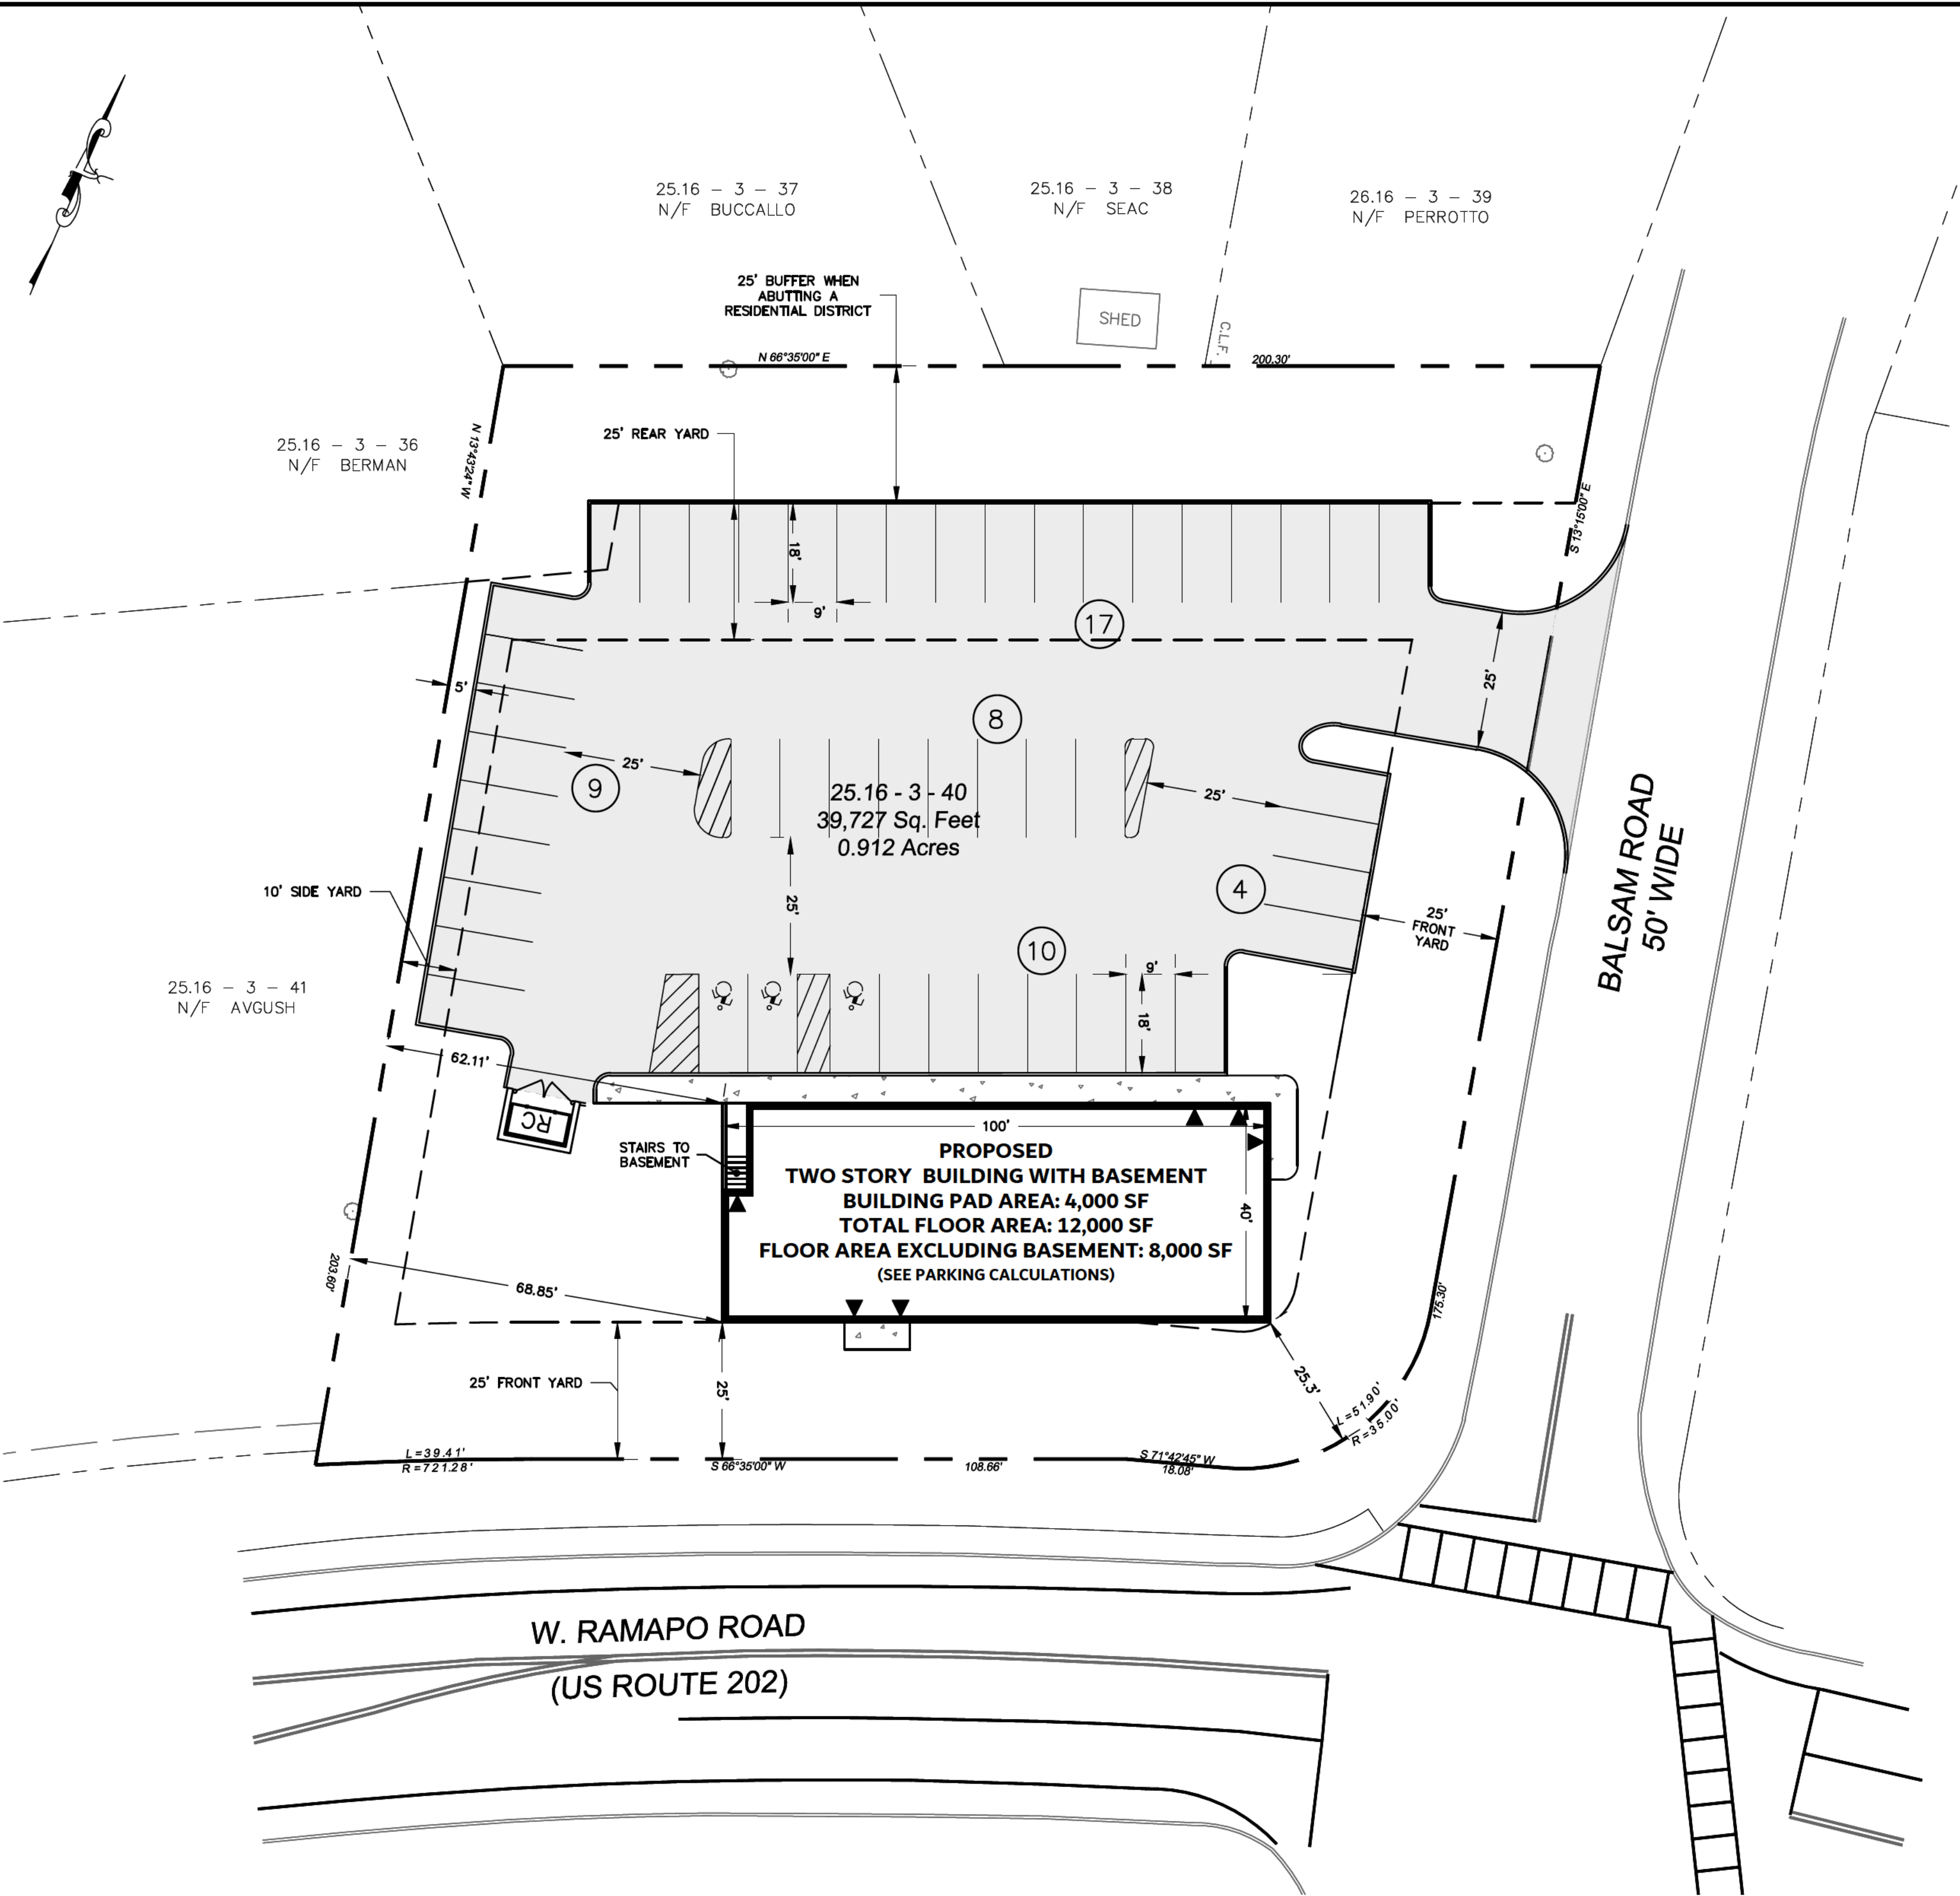 25.16 - 3 - 37
N/F BUCCALLO
25.16 - 3 - 38
N/F SEAC
26.16 - 3 - 39
N/F PERROTTO
25' BUFFER WHEN
ABUTTING A
RESIDENTIAL DISTRICT
SHED
C.L.F.
N 66°35'00" E
200.30'
25.16 - 3 - 36
N/F BERMAN
N 13°43'24" W
25' REAR YARD
S 13°15'00" E
18'
9'
17
25'
5'
8
25'
9
25.16 - 3 - 40
39,727 Sq. Feet
0.912 Acres
25'
10' SIDE YARD
25'
4
25'
FRONT
YARD
BALSAM ROAD
50' WIDE
10
9'
18'
25.16 - 3 - 41
N/F AVGUSH
62.11'
RC
STAIRS TO
BASEMENT
100'
40'
PROPOSED
TWO STORY BUILDING WITH BASEMENT
BUILDING PAD AREA: 4,000 SF
TOTAL FLOOR AREA: 12,000 SF
FLOOR AREA EXCLUDING BASEMENT: 8,000 SF
(SEE PARKING CALCULATIONS)
203.60'
68.85'
175.30'
25' FRONT YARD
25'
25.3'
L=51.90'
R=35.00'
L=39.41'
R=721.28'
S 66°35'00" W
108.66'
S 71°42'45" W
18.08'
W. RAMAPO ROAD
(US ROUTE 202)